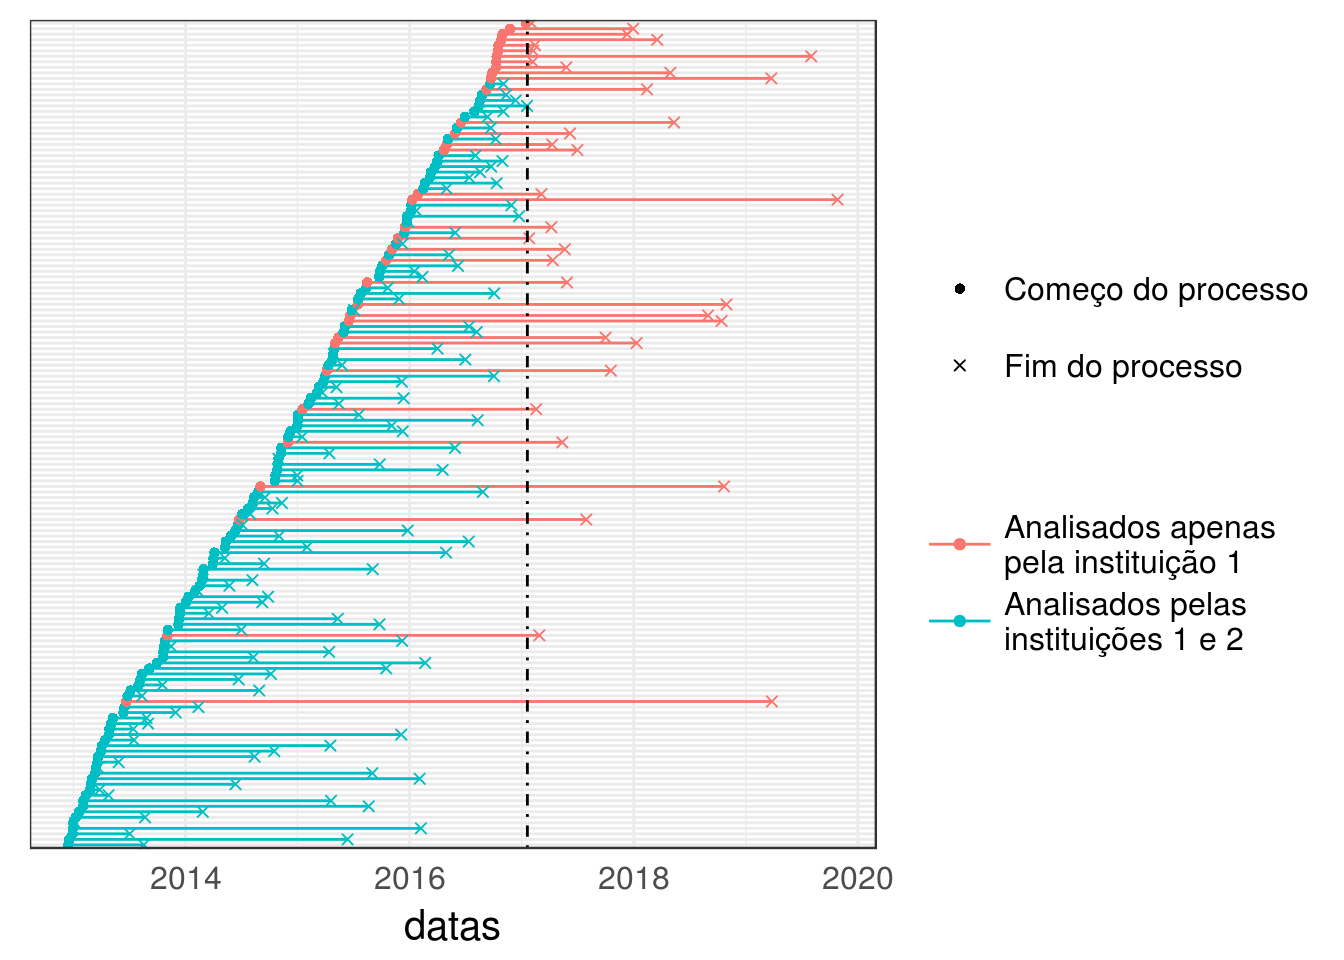 Começo do processo
Fim do processo
Analisados apenas
pela instituição 1
Analisados pelas
instituições 1 e 2
2014 2016 2018 2020
datas